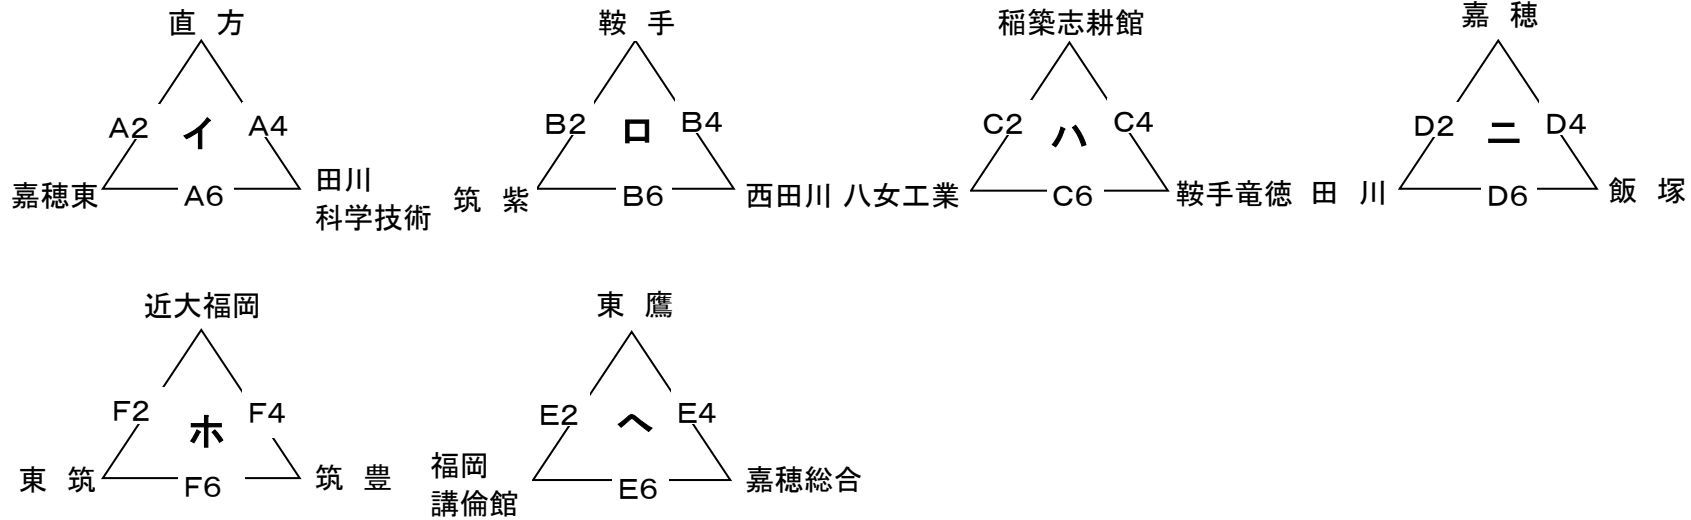 直　方
鞍　手
稲築志耕館
嘉　穂
A2
イ
A4
B2
ロ
B4
C2
ハ
C4
D2
ニ
D4
嘉穂東
A6
田川
科学技術
筑　紫
B6
西田川
八女工業
C6
鞍手竜徳
田　川
D6
飯　塚
近大福岡
東　鷹
F2
ホ
F4
E2
ヘ
E4
東　筑
F6
筑　豊
福岡
講倫館
E6
嘉穂総合